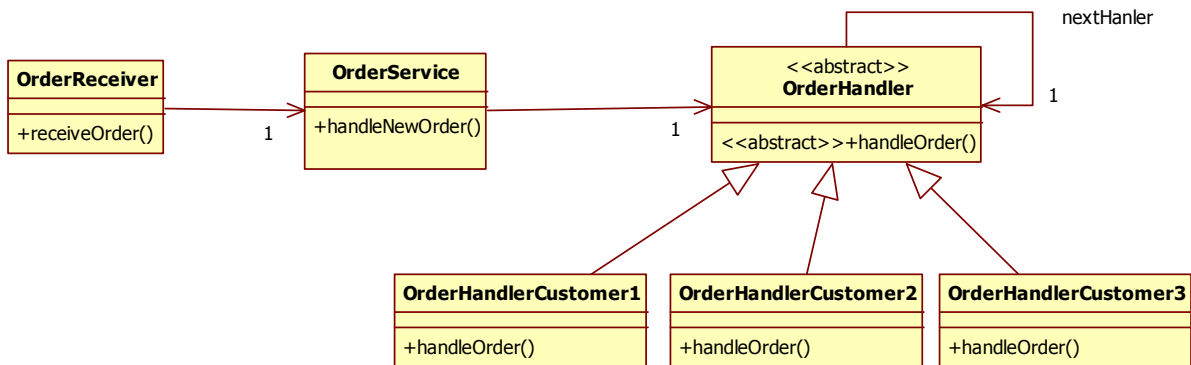 nextHanler
OrderReceiver
+receiveOrder()
1
OrderService
+handleNewOrder()
1
<<abstract>>
OrderHandler
<<abstract>>+handleOrder()
1
OrderHandlerCustomer1
+handleOrder()
OrderHandlerCustomer2
+handleOrder()
OrderHandlerCustomer3
+handleOrder()